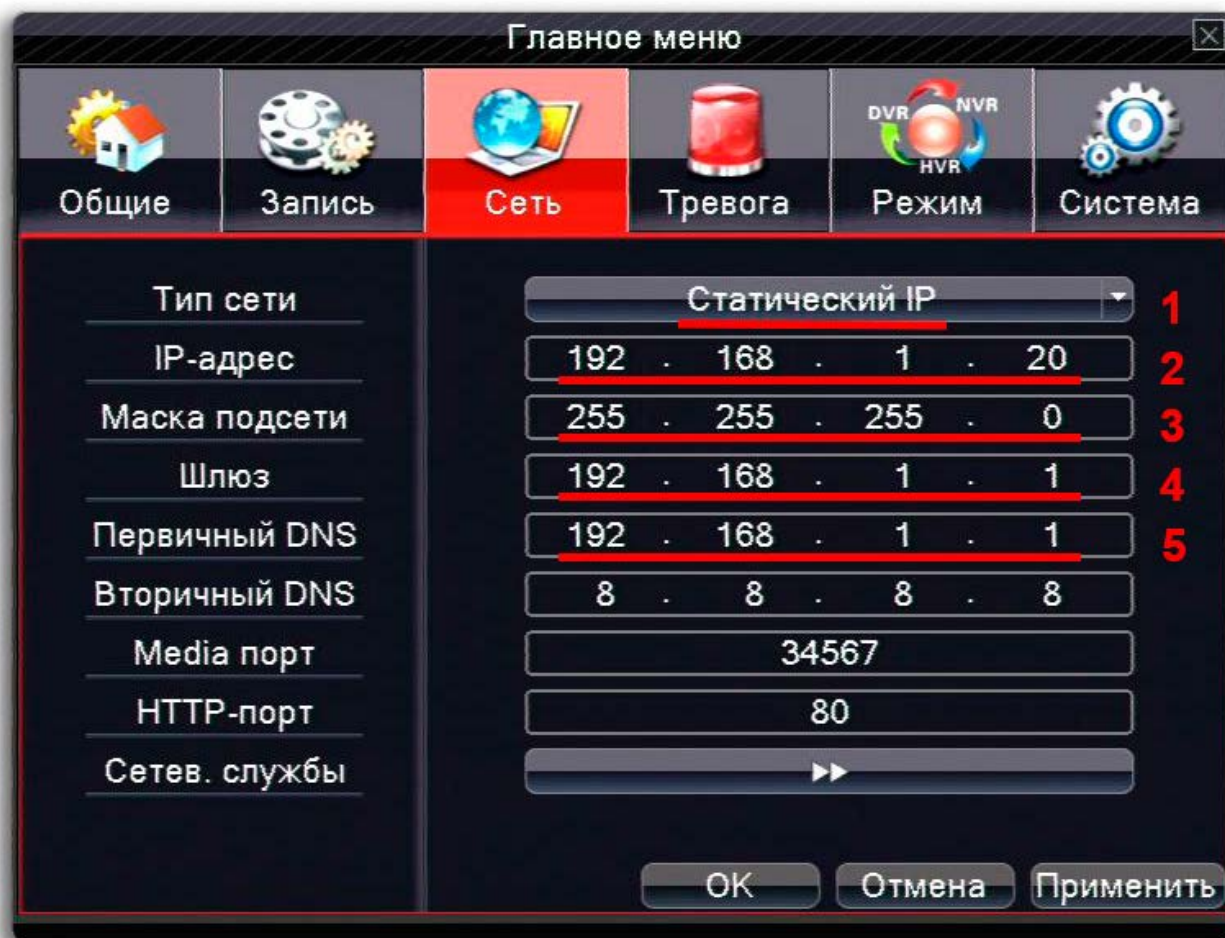 Главное меню
DVR NVR HVR
Общие Запись Сеть Тревога Режим Система
Тип сети Статический IP 1
IP-адрес 192 . 168 . 1 . 20 2
Маска подсети 255 . 255 . 255 . 0 3
Шлюз 192 . 168 . 1 . 1 4
Первичный DNS 192 . 168 . 1 . 1 5
Вторичный DNS 8 . 8 . 8 . 8
Media порт 34567
HTTP-порт 80
Сетев. службы
OK Отмена Применить